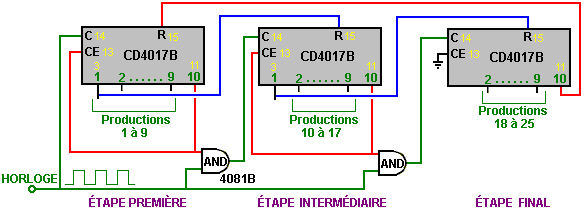 C 14 R 15
CE 13 CD4017B
3 11
1 2 ...... 9 10
Productions
1 à 9
C 14 R 15
CE 13 CD4017B
3 11
1 2 ...... 9 10
Productions
10 à 17
C 14 R 15
CE 13 CD4017B
11
2 ...... 9 10
Productions
18 à 25
AND
4081B
AND
HORLOGE
ÉTAPE PREMIÈRE
ÉTAPE INTERMÉDIAIRE
ÉTAPE FINAL